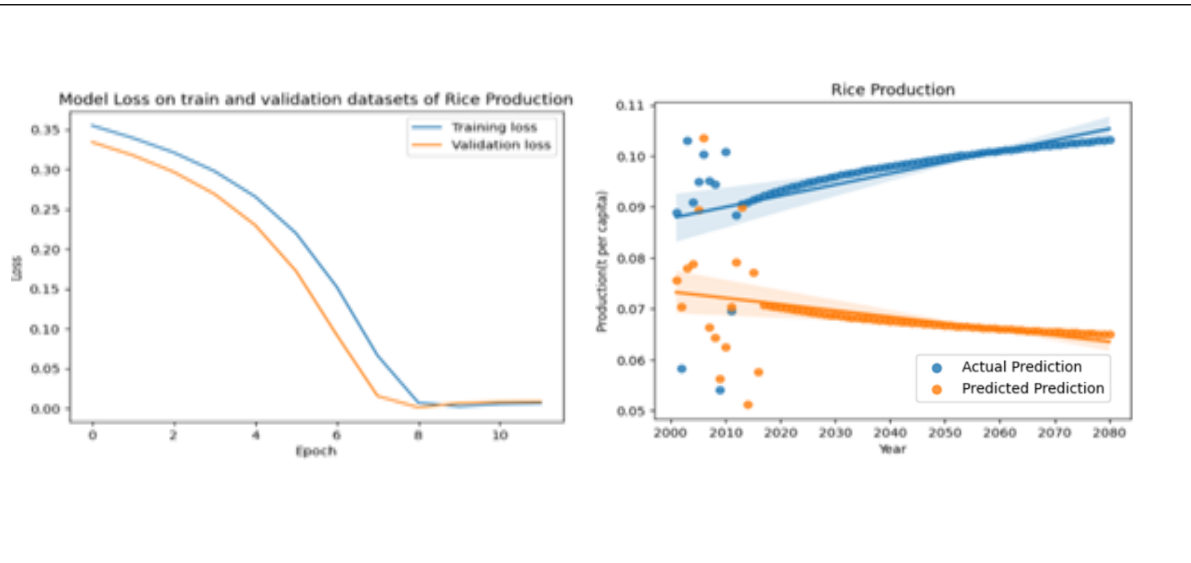 Model Loss on train and validation datasets of Rice Production
Training loss
Validation loss
0.35
0.30
0.25
0.20
0.15
0.10
0.05
0.00
Loss
0 2 4 6 8 10
Epoch
Rice Production
0.11
0.10
0.09
0.08
0.07
0.06
0.05
Production(t per capita)
Actual Prediction
Predicted Prediction
2000 2010 2020 2030 2040 2050 2060 2070 2080
Year